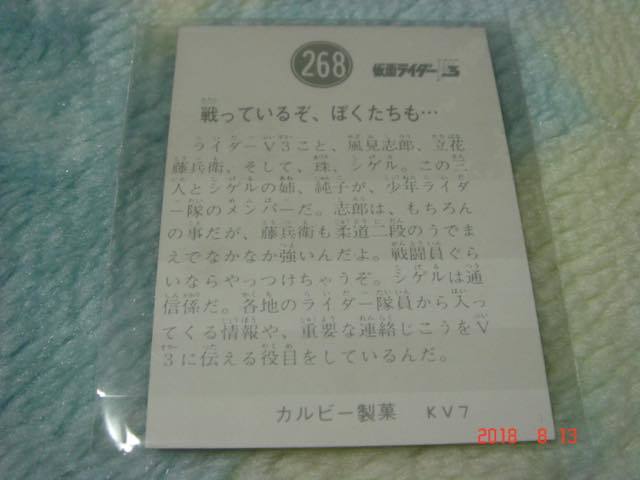 268 仮面ライダーV3
戦っているぞ、ぼくたちも…
ライダーV3こと、風見志郎、立花
藤兵衛、そして、珠、シゲル。この三
人とシゲルの姉、純子が、少年ライダ
ー隊のメンバーだ。志郎は、もちろん
の事だが、藤兵衛も柔道二段のうでま
えでなかなか強いんだよ。戦闘員ぐら
いならやっつけちゃうぞ。シゲルは通
信係だ。各地のライダー隊員から入っ
てくる情報や、重要な連絡じこうをV
3に伝える役目をしているんだ。
カルビー製菓 KV7
2018 8 13